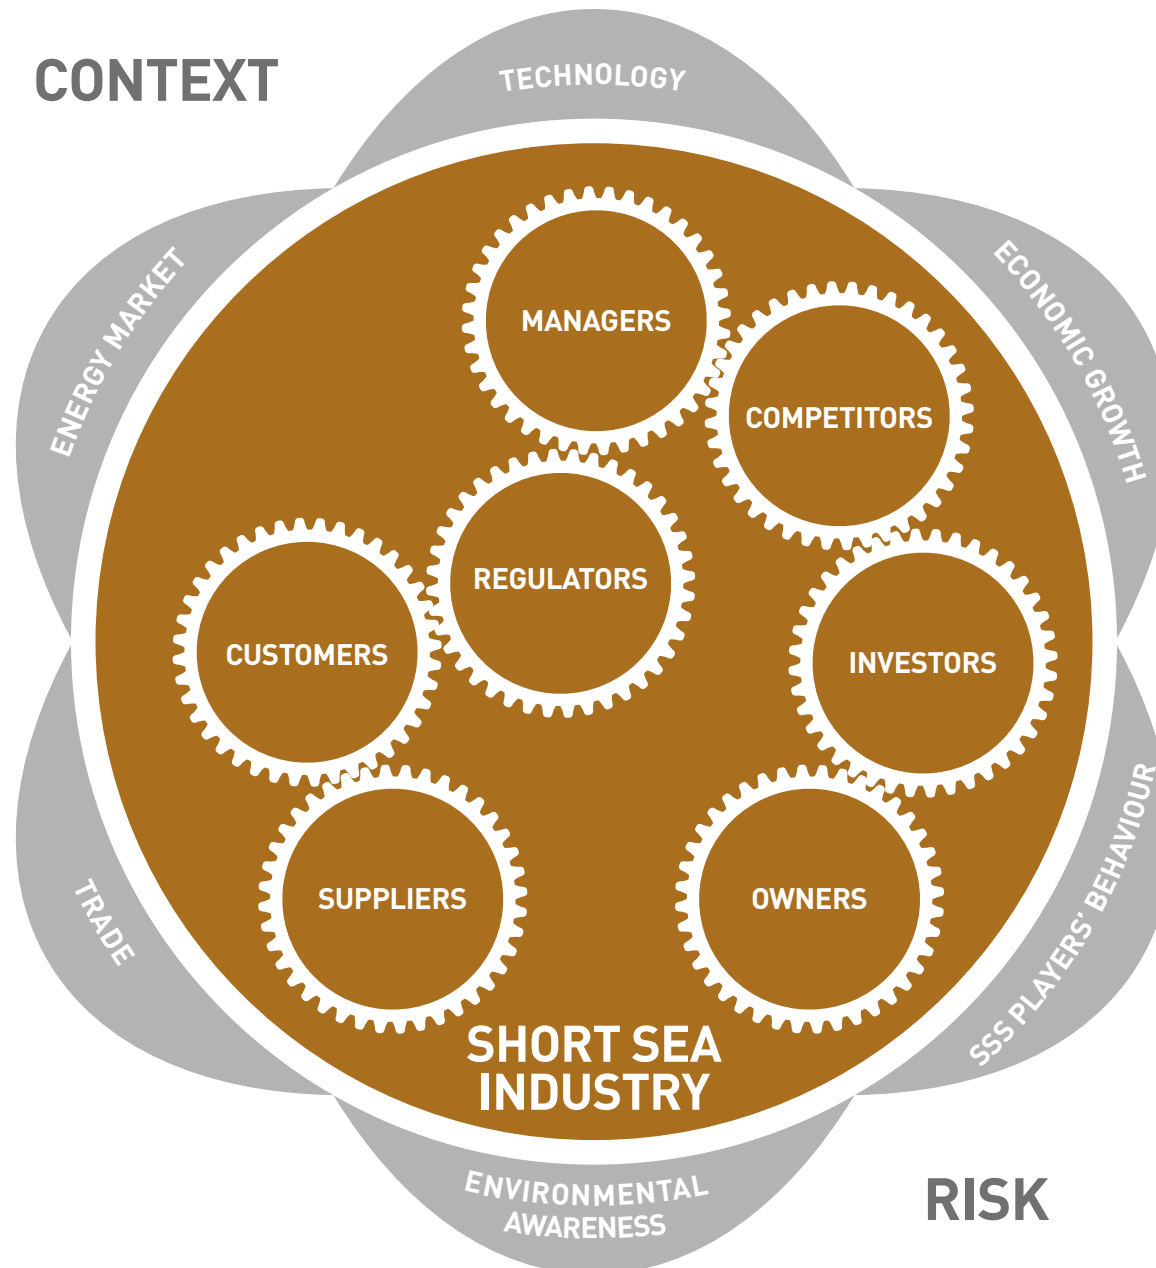 CONTEXT
TECHNOLOGY
ENERGY MARKET
ECONOMIC GROWTH
MANAGERS
COMPETITORS
REGULATORS
CUSTOMERS
INVESTORS
SUPPLIERS
OWNERS
TRADE
SSS PLAYERS' BEHAVIOUR
SHORT SEA
INDUSTRY
ENVIRONMENTAL
AWARENESS
RISK